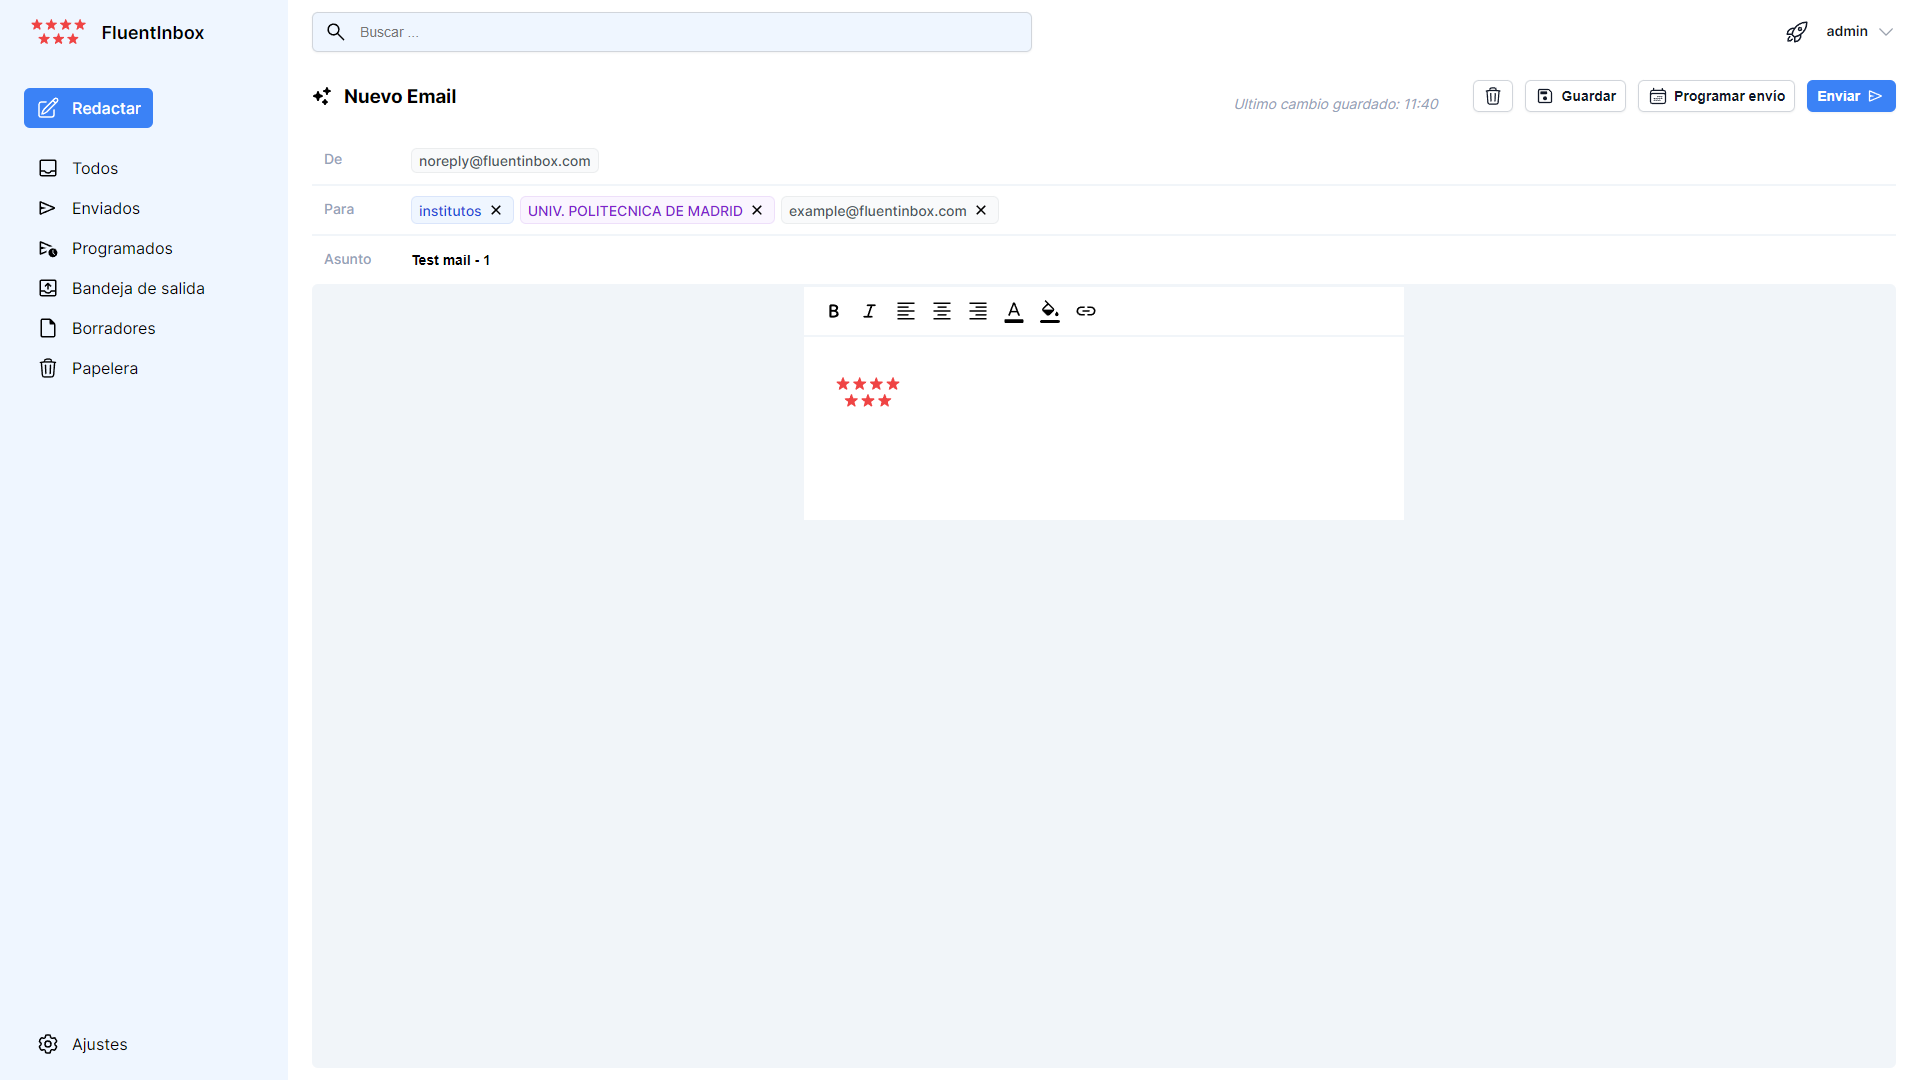 FluentInbox
Buscar ...
admin
Redactar
Nuevo Email
Ultimo cambio guardado: 11:40
Guardar
Programar envío
Enviar
Todos
Enviados
Programados
Bandeja de salida
Borradores
Papelera
De noreply@fluentinbox.com
Para institutos UNIV. POLITECNICA DE MADRID example@fluentinbox.com
Asunto Test mail - 1
B I A
Ajustes